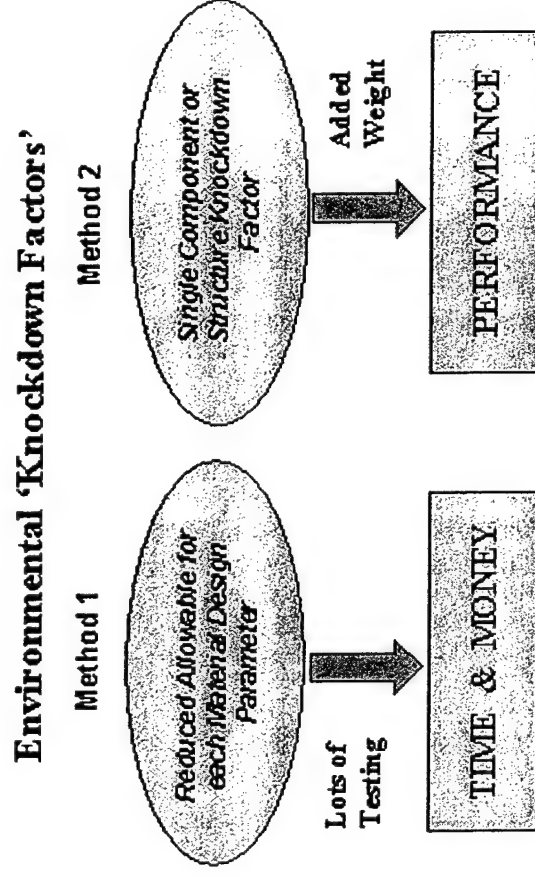 Environmental ‘Knockdown Factors’
Method 1
Reduced Allowable for
each Material Design
Parameter
Lots of
Testing
TIME & MONEY
Method 2
Single Component or
Structure Knockdown
Factor
Added
Weight
PERFORMANCE